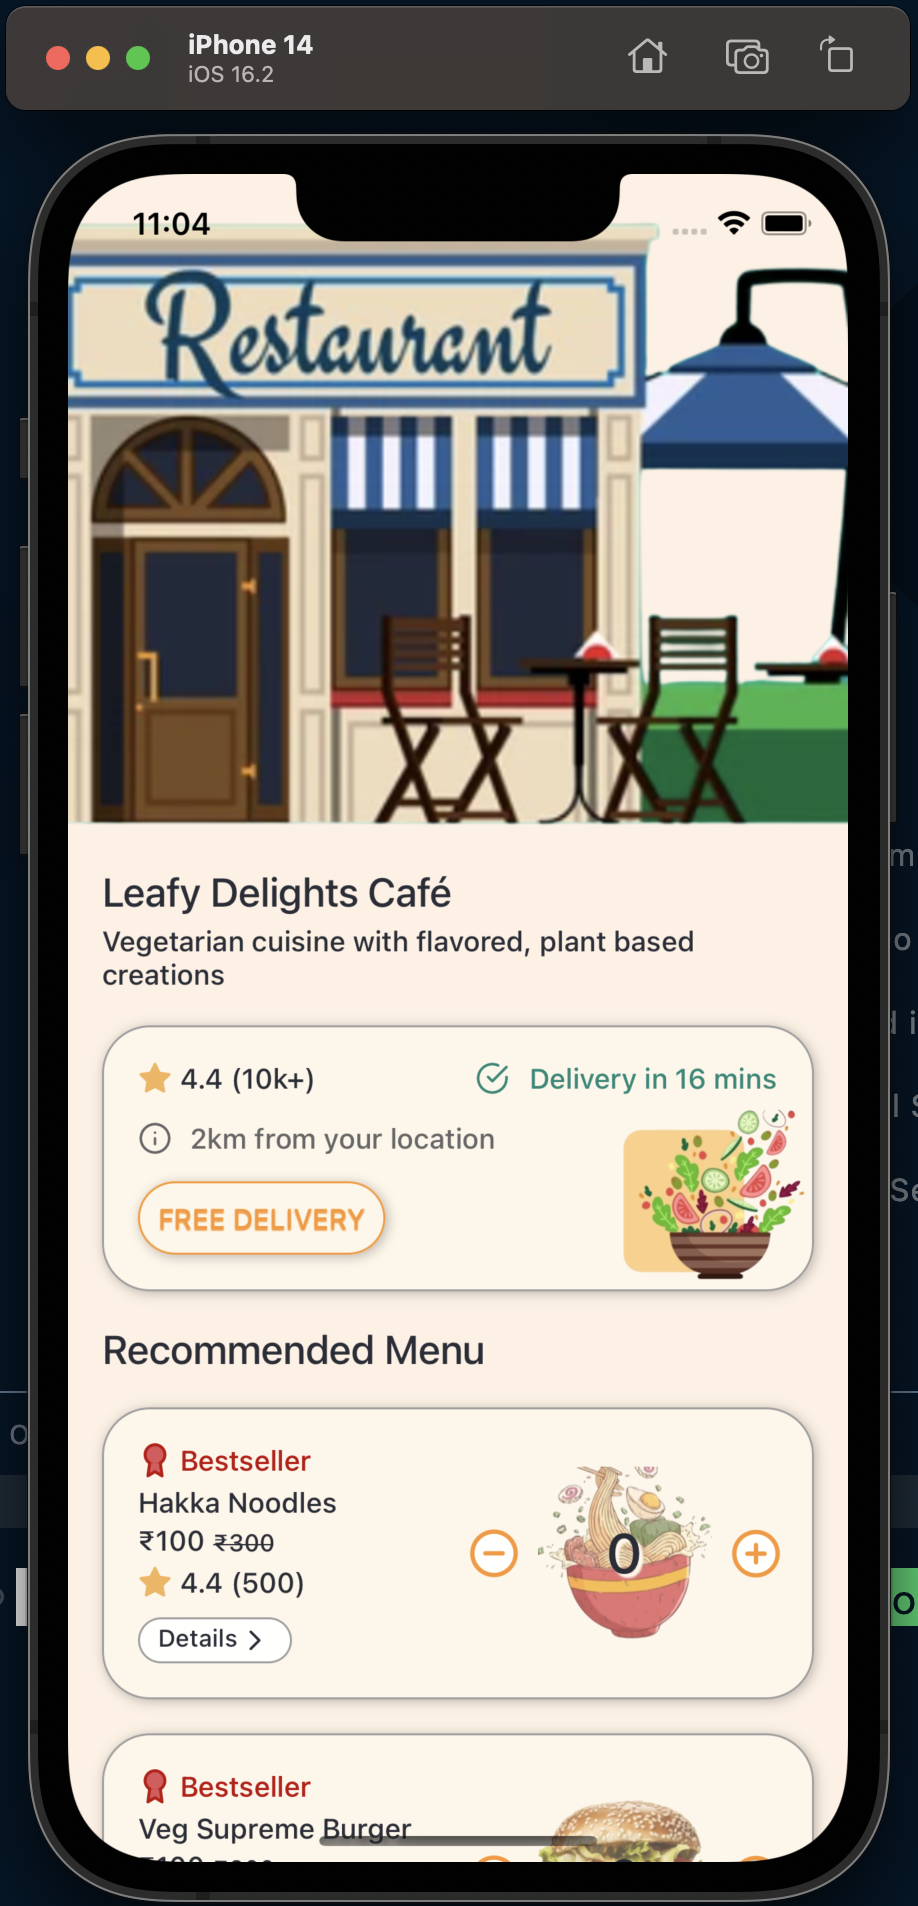 iPhone 14
iOS 16.2
11:04
Restaurant
Leafy Delights Café
Vegetarian cuisine with flavored, plant based
creations
4.4 (10k+)
Delivery in 16 mins
2km from your location
FREE DELIVERY
Recommended Menu
Bestseller
Hakka Noodles
₹100 ₹300
0
4.4 (500)
Details
Bestseller
Veg Supreme Burger